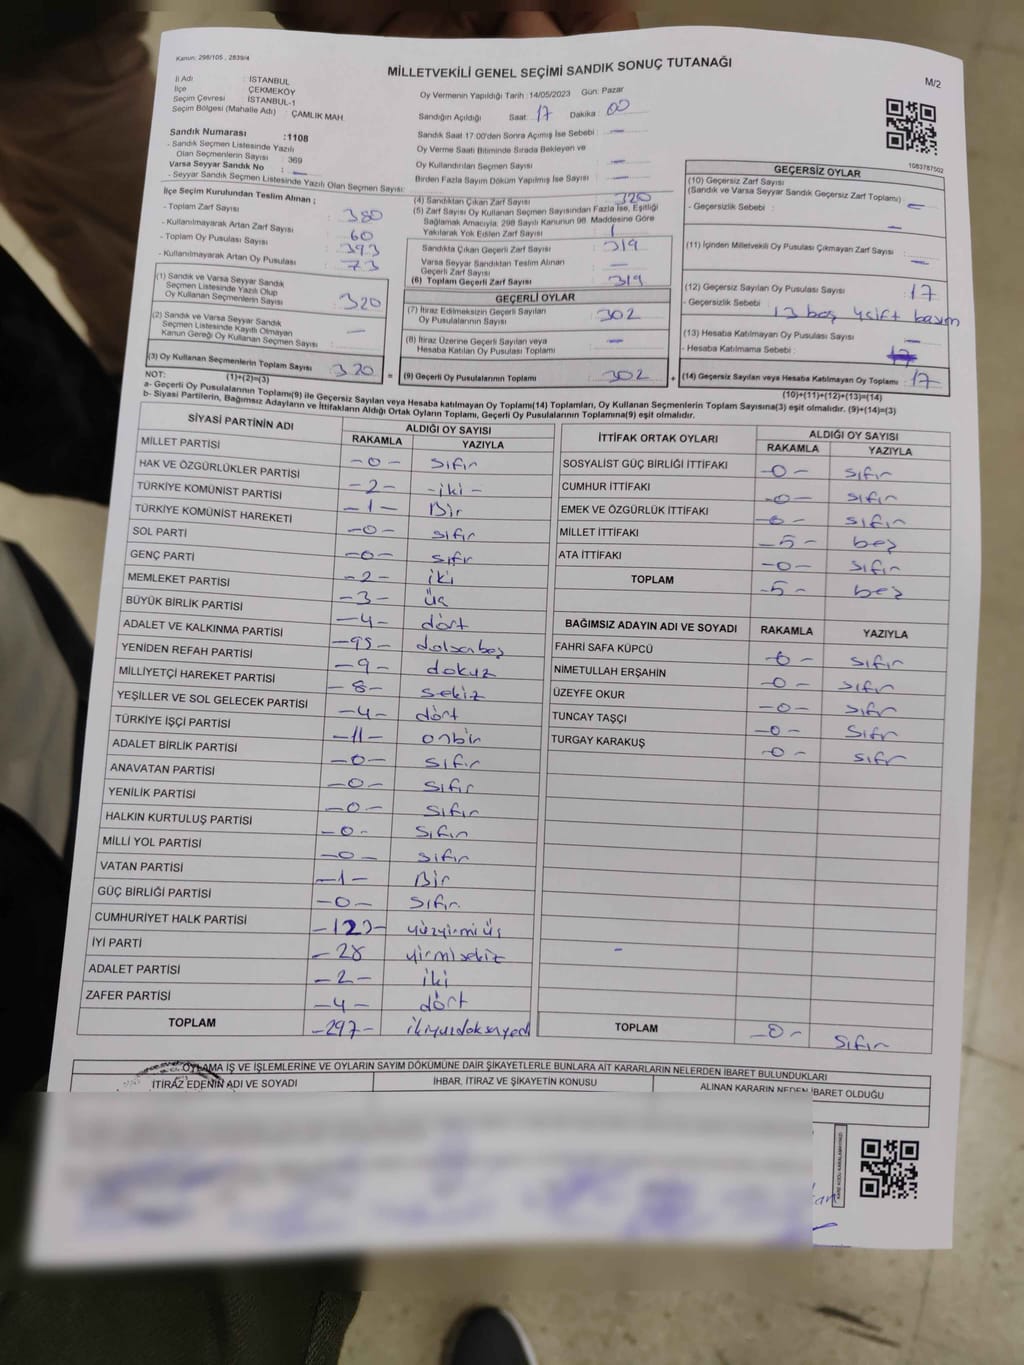 Kanun: 298/105 , 2839/4
MİLLETVEKİLİ GENEL SEÇİMİ SANDIK SONUÇ TUTANAĞI
M/2
İl Adı : İSTANBUL
İlçe : ÇEKMEKÖY
Seçim Çevresi : İSTANBUL-1
Seçim Bölgesi (Mahalle Adı) : ÇAMLIK MAH.
Sandık Numarası :1108
- Sandık Seçmen Listesinde Yazılı
Olan Seçmenlerin Sayısı : 369
Varsa Seyyar Sandık No : —
- Seyyar Sandık Seçmen Listesinde Yazılı Olan Seçmen Sayısı:
Oy Vermenin Yapıldığı Tarih :14/05/2023 Gün: Pazar
Sandığın Açıldığı Saat: 17 Dakika : 00
Sandık Saat 17 00'den Sonra Açımış İse Sebebi : —
Oy Verme Saati Bitiminde Sırada Bekleyen ve
Oy Kullandırılan Seçmen Sayısı : —
Birden Fazla Sayım Döküm Yapılmış İse Sayısı : —
1083787502
İlçe Seçim Kurulundan Teslim Alınan ;
- Toplam Zarf Sayısı : 380
- Kullanılmayarak Artan Zarf Sayısı : 60
- Toplam Oy Pusulası Sayısı : 393
- Kullanılmayarak Artan Oy Pusulası : 73
(1) Sandık ve Varsa Seyyar Sandık
Seçmen Listesinde Yazılı Olup
Oy Kullanan Seçmenlerin Sayısı : 320
(2) Sandık ve Varsa Seyyar Sandık
Seçmen Listesinde Kayıtlı Olmayan
Kanun Gereği Oy Kullanan Seçmen Sayısı : —
(3) Oy Kullanan Seçmenlerin Toplam Sayısı : 320
(1)+(2)=(3)
(4) Sandıktan Çıkan Zarf Sayısı : 320
(5) Zarf Sayısı Oy Kullanan Seçmen Sayısından Fazla İse, Eşitliği
Sağlamak Amacıyla; 298 Sayılı Kanunun 98. Maddesine Göre
Yakılarak Yok Edilen Zarf Sayısı : 1
Sandıkta Çıkan Geçerli Zarf Sayısı : 319
Varsa Seyyar Sandıktan Teslim Alınan
Geçerli Zarf Sayısı : —
(6) Toplam Geçerli Zarf Sayısı : 319
GEÇERLİ OYLAR
(7) İtiraz Edilmeksizin Geçerli Sayılan
Oy Pusulalarının Sayısı : 302
(8) İtiraz Üzerine Geçerli Sayılan veya
Hesaba Katılan Oy Pusulası Toplamı : —
= (9) Geçerli Oy Pusulalarının Toplamı : 302 +
GEÇERSİZ OYLAR
(10) Geçersiz Zarf Sayısı
(Sandık ve Varsa Seyyar Sandık Geçersiz Zarf Toplamı) : —
- Geçersizlik Sebebi : —
(11) İçinden Milletvekili Oy Pusulası Çıkmayan Zarf Sayısı : —
(12) Geçersiz Sayılan Oy Pusulası Sayısı : 17
- Geçersizlik Sebebi : 13 boş 4 çift basım
(13) Hesaba Katılmayan Oy Pusulası Sayısı : —
- Hesaba Katılmama Sebebi : 17
(14) Geçersiz Sayılan veya Hesaba Katılmayan Oy Toplamı : 17
(10)+(11)+(12)+(13)=(14)
NOT:
a- Geçerli Oy Pusulaları Toplamı(9) ile Geçersiz Sayılan veya Hesaba katılmayan Oy Toplamı(14) Toplamları, Oy Kullanan Seçmenlerin Toplam Sayısına(3) eşit olmalıdır. (9)+(14)=(3)
b- Siyasi Partilerin, Bağımsız Adayların ve İttifakların Aldığı Ortak Oyların Toplamı, Geçerli Oy Pusulalarının Toplamına(9) eşit olmalıdır.
SİYASİ PARTİNİN ADI ALDIĞI OY SAYISI
RAKAMLA YAZIYLA
MİLLET PARTİSİ -0- sıfır
HAK VE ÖZGÜRLÜKLER PARTİSİ -2- -iki-
TÜRKİYE KOMÜNİST PARTİSİ -1- Bir
TÜRKİYE KOMÜNİST HAREKETİ -0- sıfır
SOL PARTİ -0- sıfır
GENÇ PARTİ -2- iki
MEMLEKET PARTİSİ -3- üç
BÜYÜK BİRLİK PARTİSİ -4- dört
ADALET VE KALKINMA PARTİSİ -95- doksanbeş
YENİDEN REFAH PARTİSİ -9- dokuz
MİLLİYETÇİ HAREKET PARTİSİ -8- sekiz
YEŞİLLER VE SOL GELECEK PARTİSİ -4- dört
TÜRKİYE İŞÇİ PARTİSİ -11- onbir
ADALET BİRLİK PARTİSİ -0- sıfır
ANAVATAN PARTİSİ -0- sıfır
YENİLİK PARTİSİ -0- sıfır
HALKIN KURTULUŞ PARTİSİ -0- sıfır
MİLLİ YOL PARTİSİ -0- sıfır
VATAN PARTİSİ -1- Bir
GÜÇ BİRLİĞİ PARTİSİ -0- sıfır
CUMHURİYET HALK PARTİSİ -123- yüzyirmiüç
İYİ PARTİ -28 yirmisekiz
ADALET PARTİSİ -2- iki
ZAFER PARTİSİ -4- dört
TOPLAM -297- ikiyüzdoksanyedi
İTTİFAK ORTAK OYLARI ALDIĞI OY SAYISI
RAKAMLA YAZIYLA
SOSYALİST GÜÇ BİRLİĞİ İTTİFAKI -0- sıfır
CUMHUR İTTİFAKI -0- sıfır
EMEK VE ÖZGÜRLÜK İTTİFAKI -0- sıfır
MİLLET İTTİFAKI -5- beş
ATA İTTİFAKI -0- sıfır
TOPLAM -5- beş
BAĞIMSIZ ADAYIN ADI VE SOYADI RAKAMLA YAZIYLA
FAHRİ SAFA KÜPCÜ -0- sıfır
NİMETULLAH ERŞAHİN -0- sıfır
ÜZEYFE OKUR -0- sıfır
TUNCAY TAŞÇI -0- sıfır
TURGAY KARAKUŞ -0- sıfır
TOPLAM -0- sıfır
OYLAMA İŞ VE İŞLEMLERİNE VE OYLARIN SAYIM DÖKÜMÜNE DAİR ŞİKAYETLERLE BUNLARA AİT KARARLARIN NELERDEN İBARET BULUNDUKLARI
İTİRAZ EDENİN ADI VE SOYADI İHBAR, İTİRAZ VE ŞİKAYETİN KONUSU ALINAN KARARIN NEDEN İBARET OLDUĞU